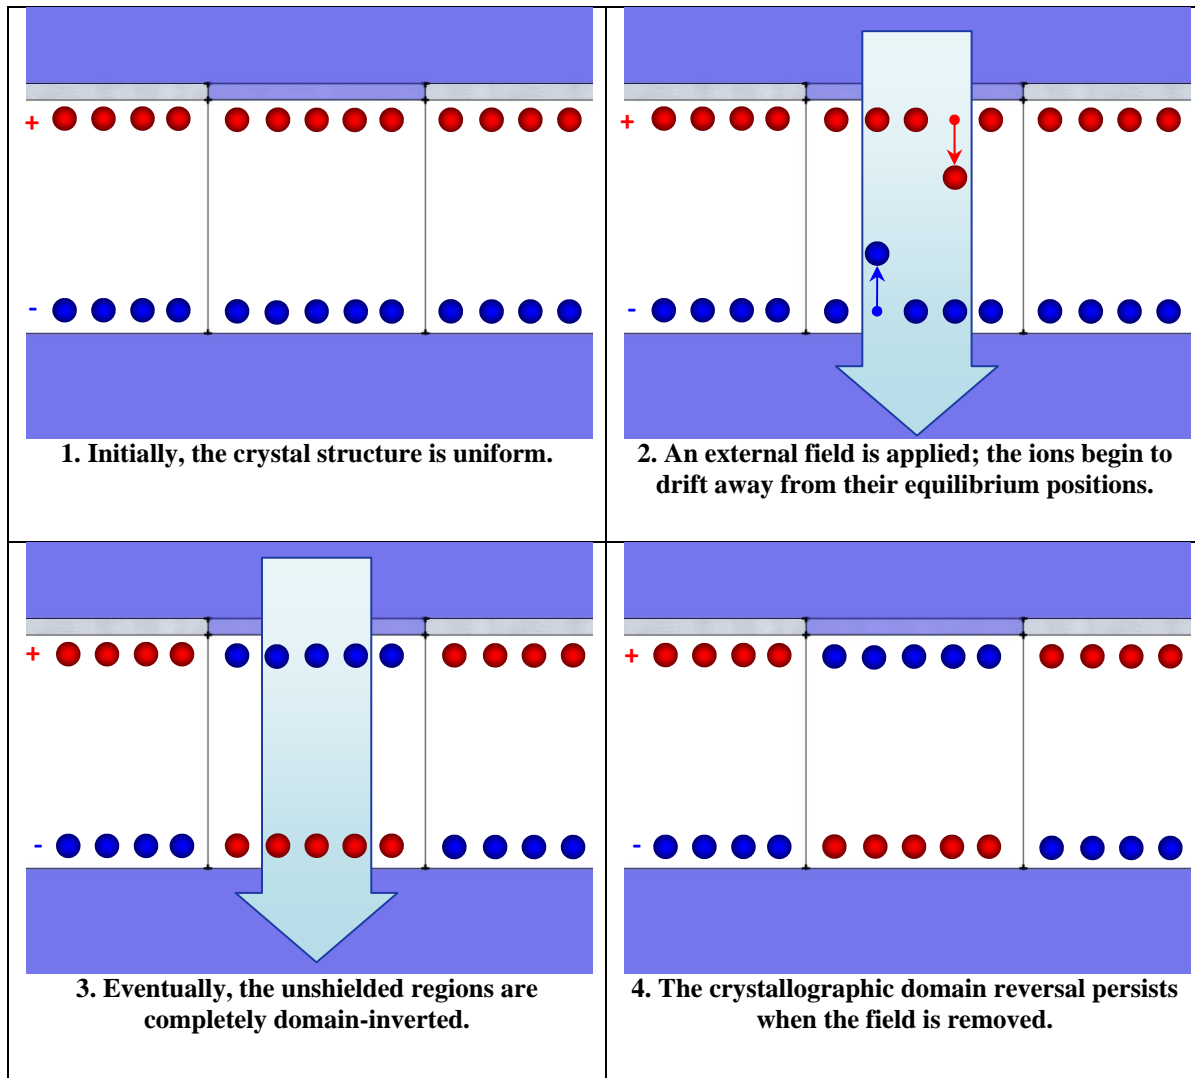 +
-
1. Initially, the crystal structure is uniform.
+
-
2. An external field is applied; the ions begin to
drift away from their equilibrium positions.
+
-
3. Eventually, the unshielded regions are
completely domain-inverted.
+
-
4. The crystallographic domain reversal persists
when the field is removed.